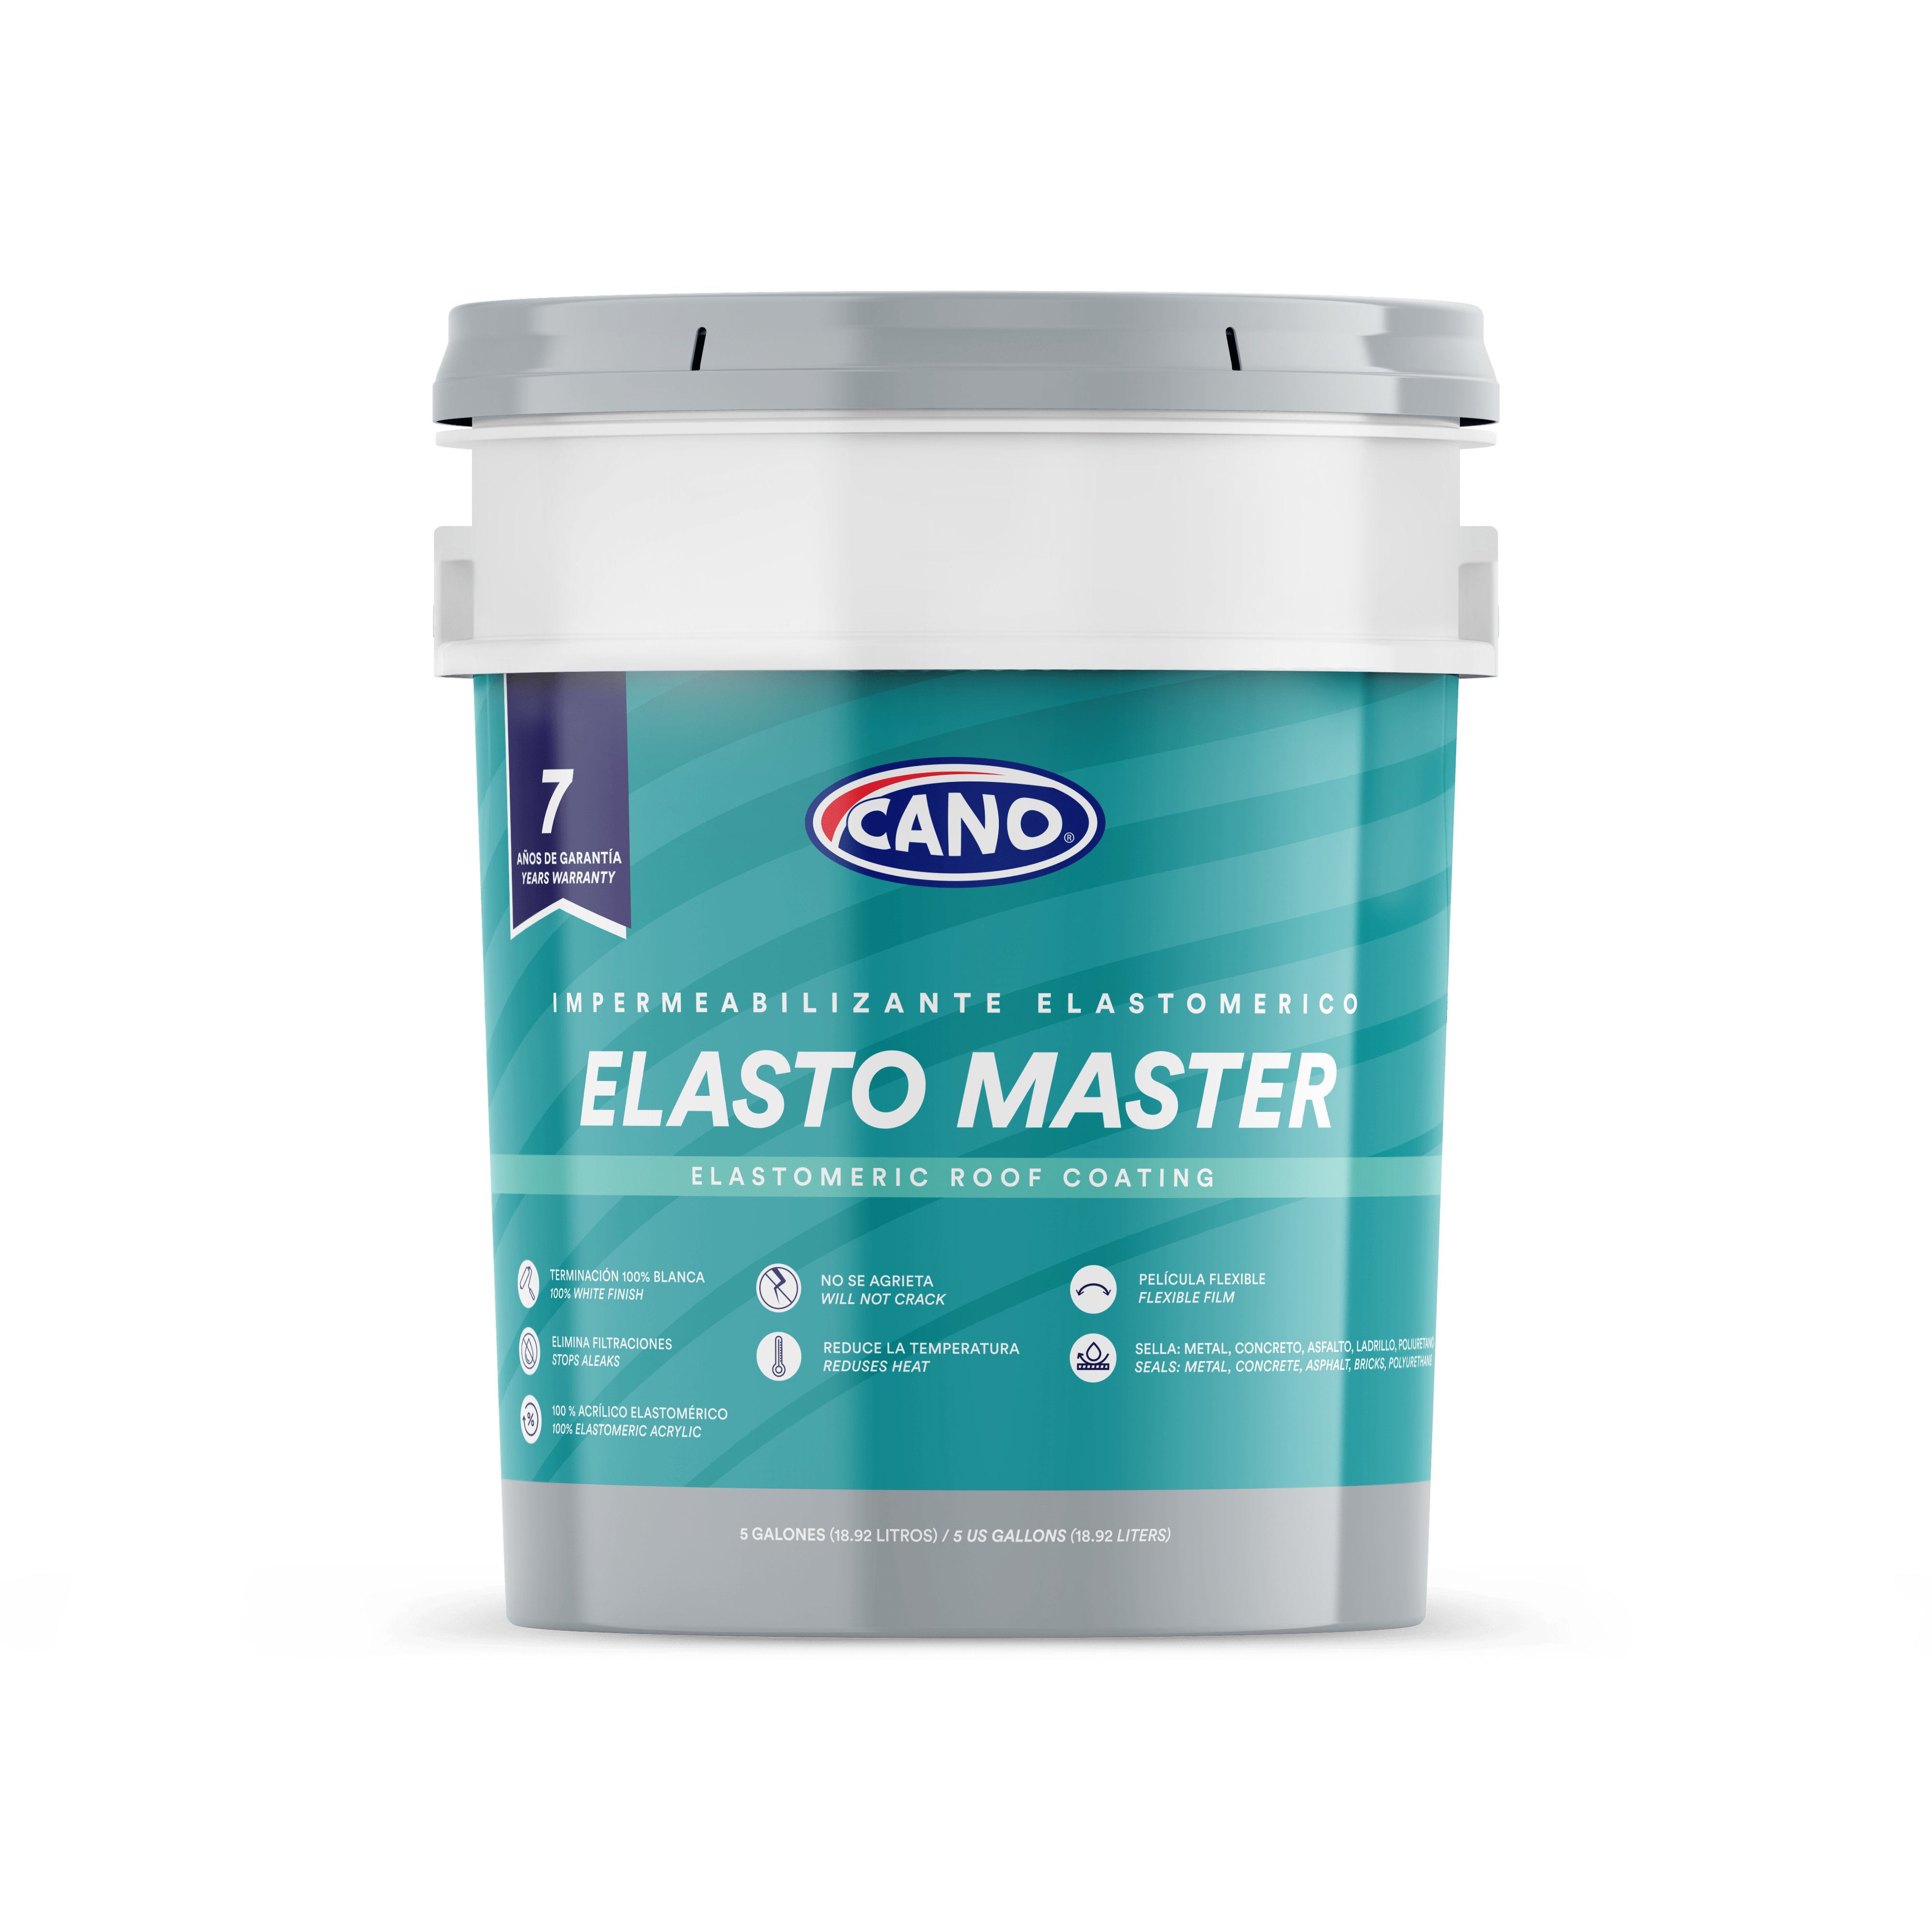 7
AÑOS DE GARANTÍA
YEARS WARRANTY
CANO®
IMPERMEABILIZANTE ELASTOMERICO
ELASTO MASTER
ELASTOMERIC ROOF COATING
TERMINACIÓN 100% BLANCA
100% WHITE FINISH
NO SE AGRIETA
WILL NOT CRACK
PELÍCULA FLEXIBLE
FLEXIBLE FILM
ELIMINA FILTRACIONES
STOPS ALEAKS
REDUCE LA TEMPERATURA
REDUSES HEAT
SELLA: METAL, CONCRETO, ASFALTO, LADRILLO, POLIURETANO
SEALS: METAL, CONCRETE, ASPHALT, BRICKS, POLYURETHANE
%
100 % ACRÍLICO ELASTOMÉRICO
100% ELASTOMERIC ACRYLIC
5 GALONES (18.92 LITROS) / 5 US GALLONS (18.92 LITERS)